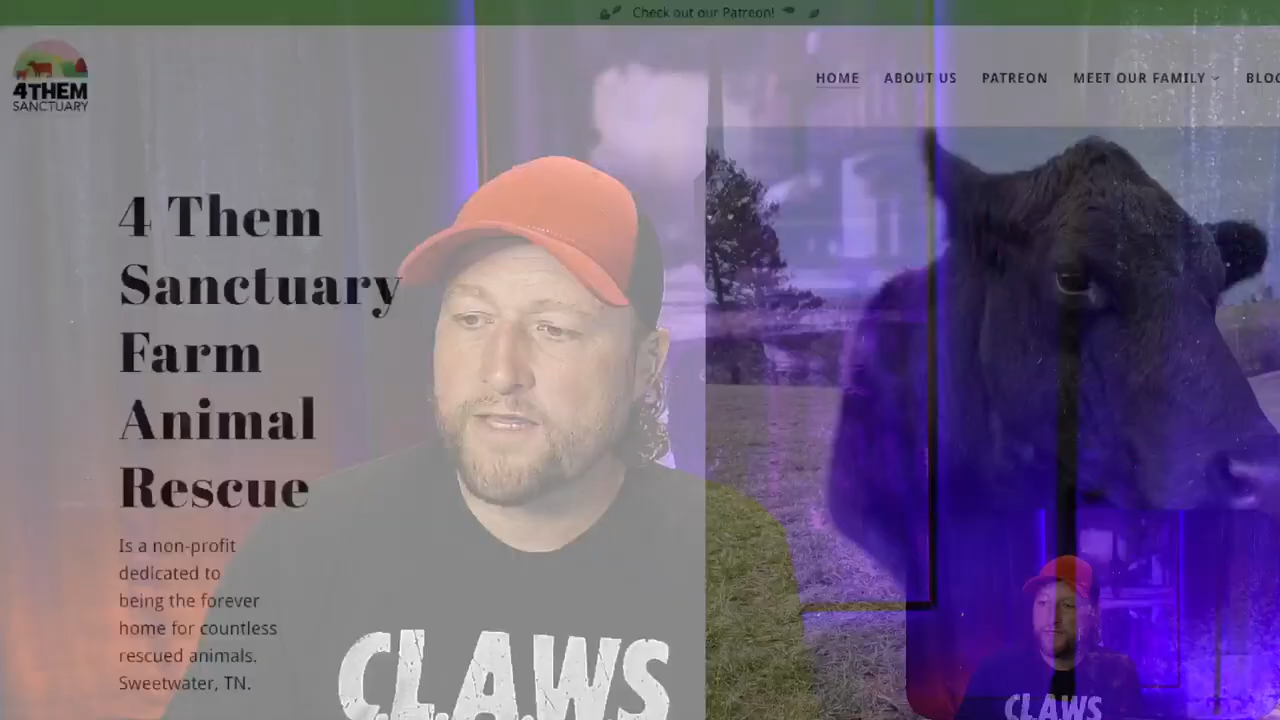 Check out our Patreon!
4THEM
SANCTUARY
HOME ABOUT US PATREON MEET OUR FAMILY BLO
4 Them
Sanctuary
Farm
Animal
Rescue
Is a non-profit
dedicated to
being the forever
home for countless
rescued animals.
Sweetwater, TN.
C.L.A.W.S
CLAWS